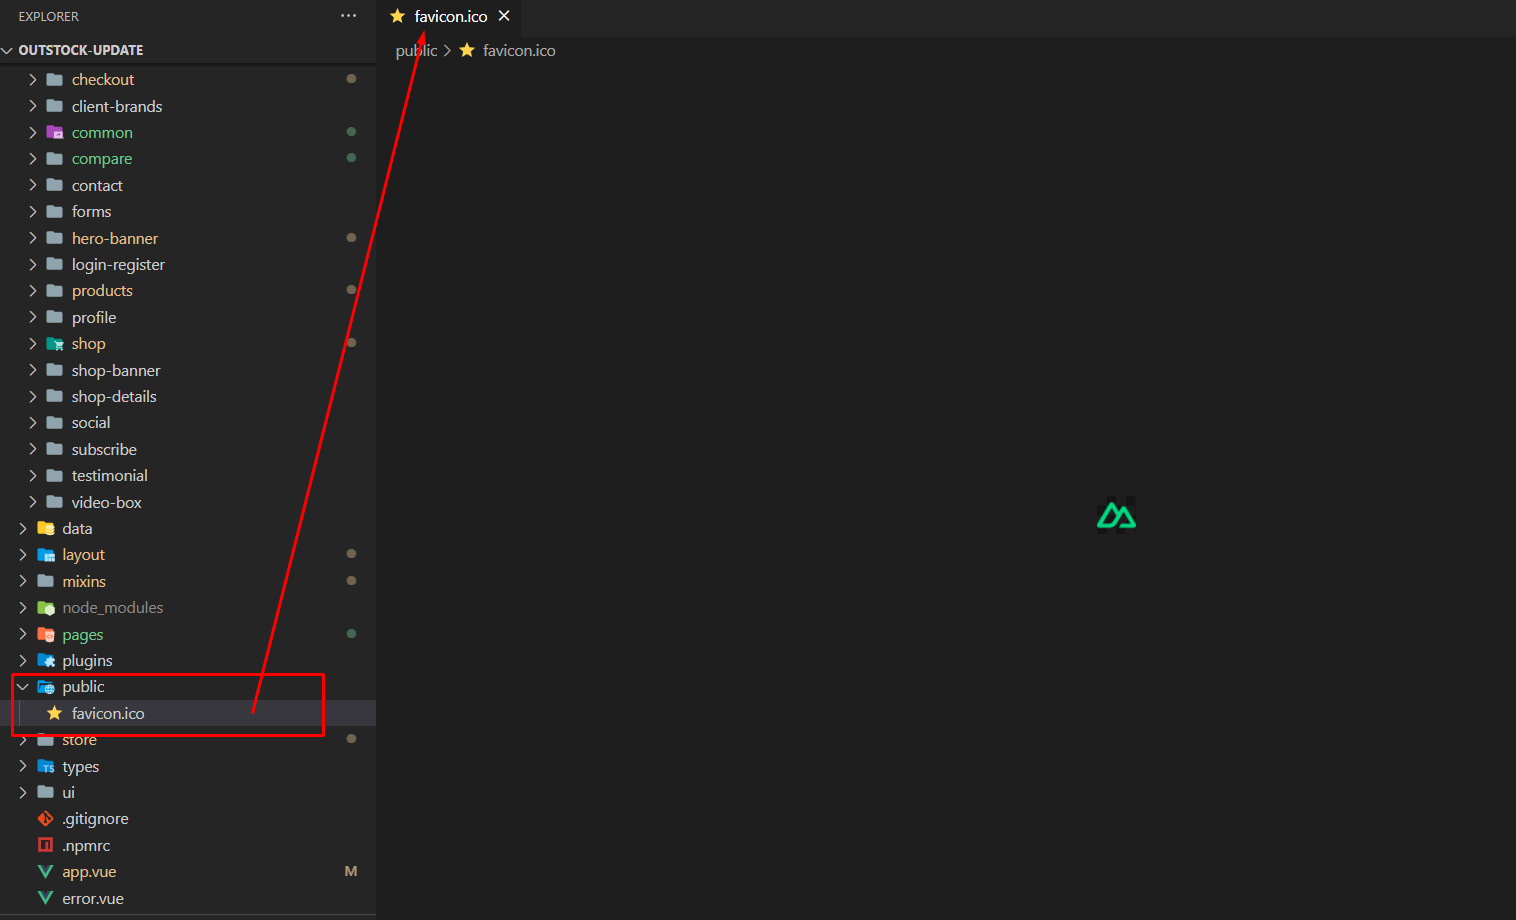 EXPLORER
OUTSTOCK-UPDATE
checkout
client-brands
common
compare
contact
forms
hero-banner
login-register
products
profile
shop
shop-banner
shop-details
social
subscribe
testimonial
video-box
data
layout
mixins
node_modules
pages
plugins
public
favicon.ico
store
TS types
ui
.gitignore
.npmrc
app.vue M
error.vue
favicon.ico
public > favicon.ico